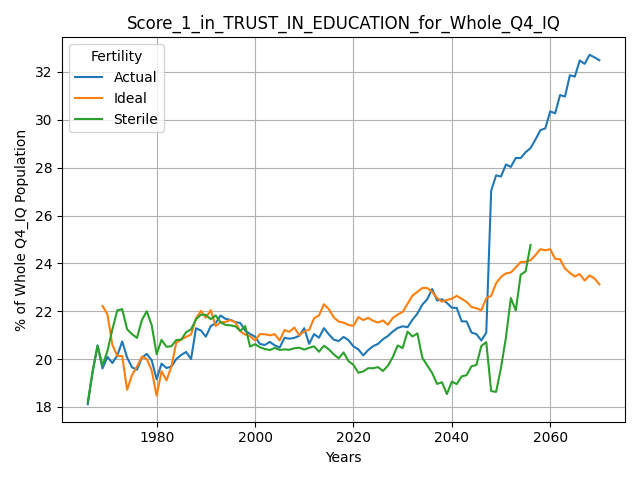 Score_1_in_TRUST_IN_EDUCATION_for_Whole_Q4_IQ
Fertility
Actual
Ideal
Sterile
% of Whole Q4_IQ Population
32
30
28
26
24
22
20
18
1980
2000
2020
2040
2060
Years